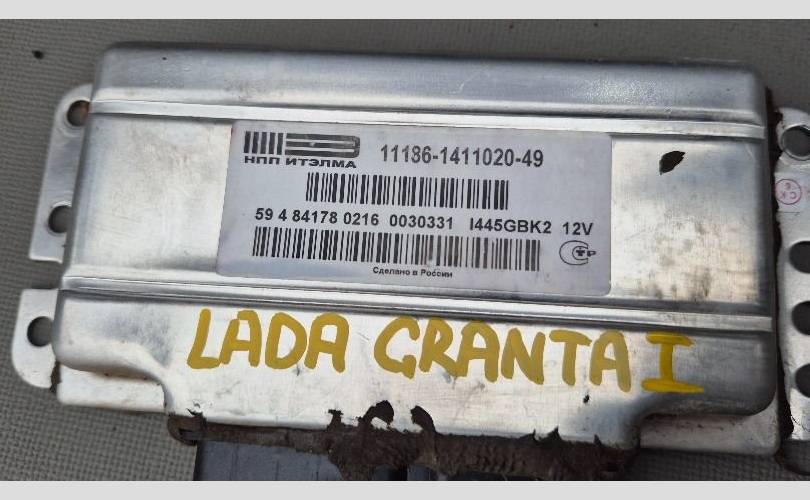 НПП ИТЭЛМА
11186-1411020-49
59 4 84178 0216 0030331 I445GBK2 12V
Сделано в России
LADA GRANTA I